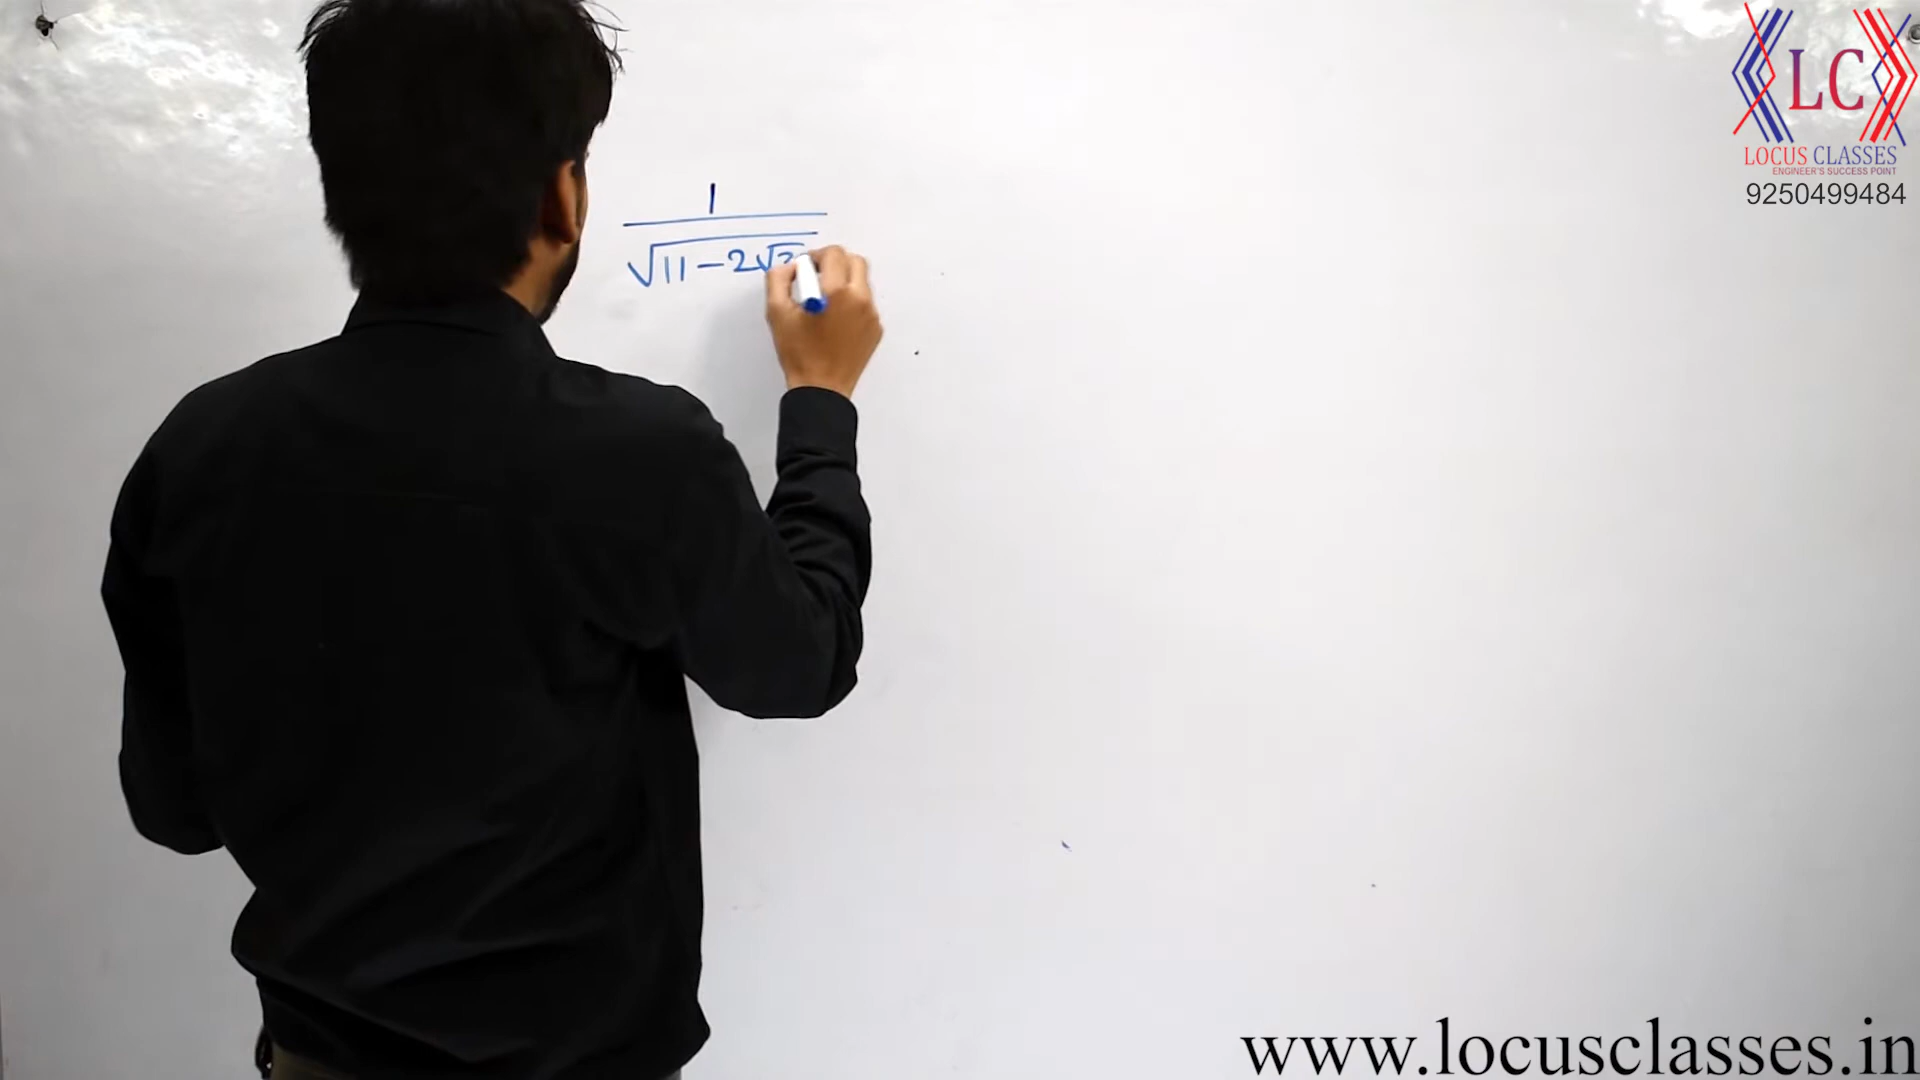 LC
LOCUS CLASSES
ENGINEER'S SUCCESS POINT
9250499484
1
√11-2√
www.locusclasses.in